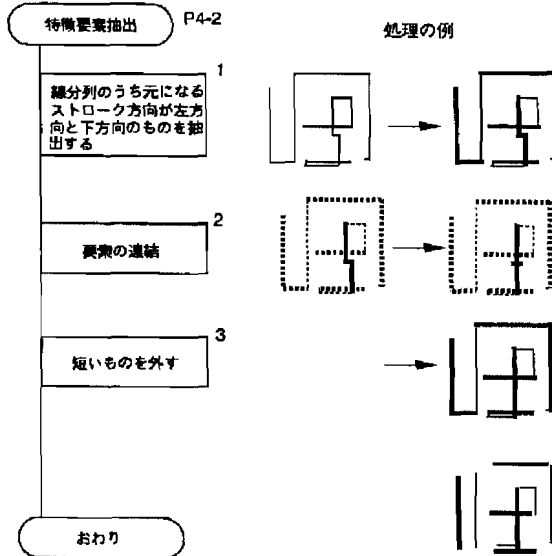 特徴要素抽出
P4-2
処理の例
1
線分列のうち元になる
ストローク方向が左方
向と下方向のものを抽
出する
2
要素の連結
3
短いものを外す
おわり